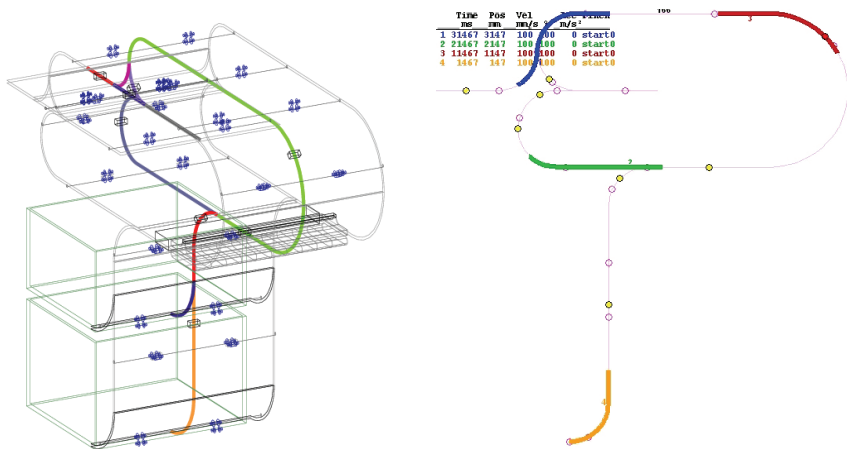 Time Pos Vel
ms mm mm/s m/s²
1 31467 3147 100 100 0 start0
2 21467 2147 100 100 0 start0
3 11467 1147 100 100 0 start0
4 1467 147 100 100 0 start0
3
2
4